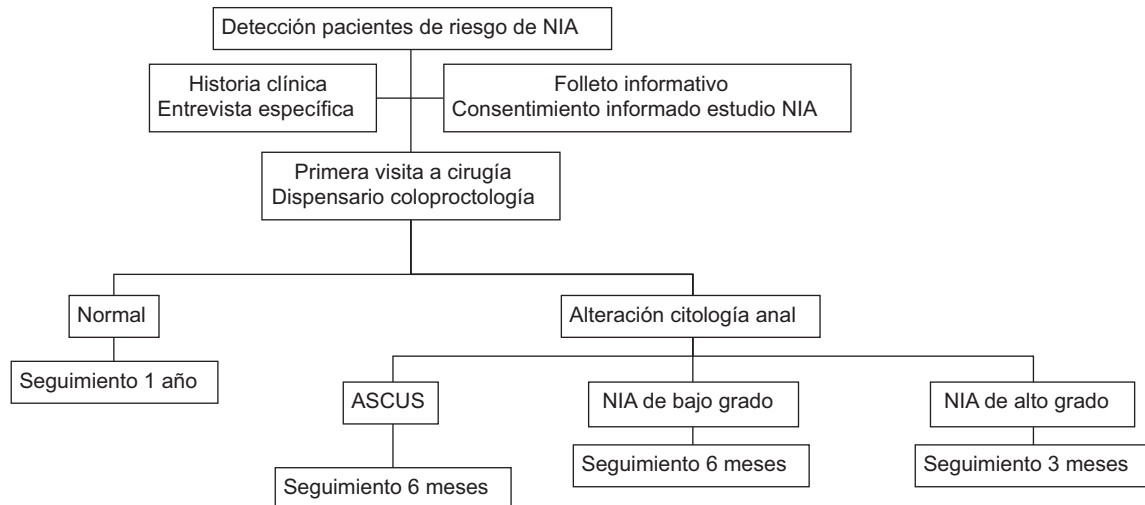 Detección pacientes de riesgo de NIA
Historia clínica
Entrevista específica
Folleto informativo
Consentimiento informado estudio NIA
Primera visita a cirugía
Dispensario coloproctología
Normal
Seguimiento 1 año
Alteración citología anal
ASCUS
Seguimiento 6 meses
NIA de bajo grado
Seguimiento 6 meses
NIA de alto grado
Seguimiento 3 meses